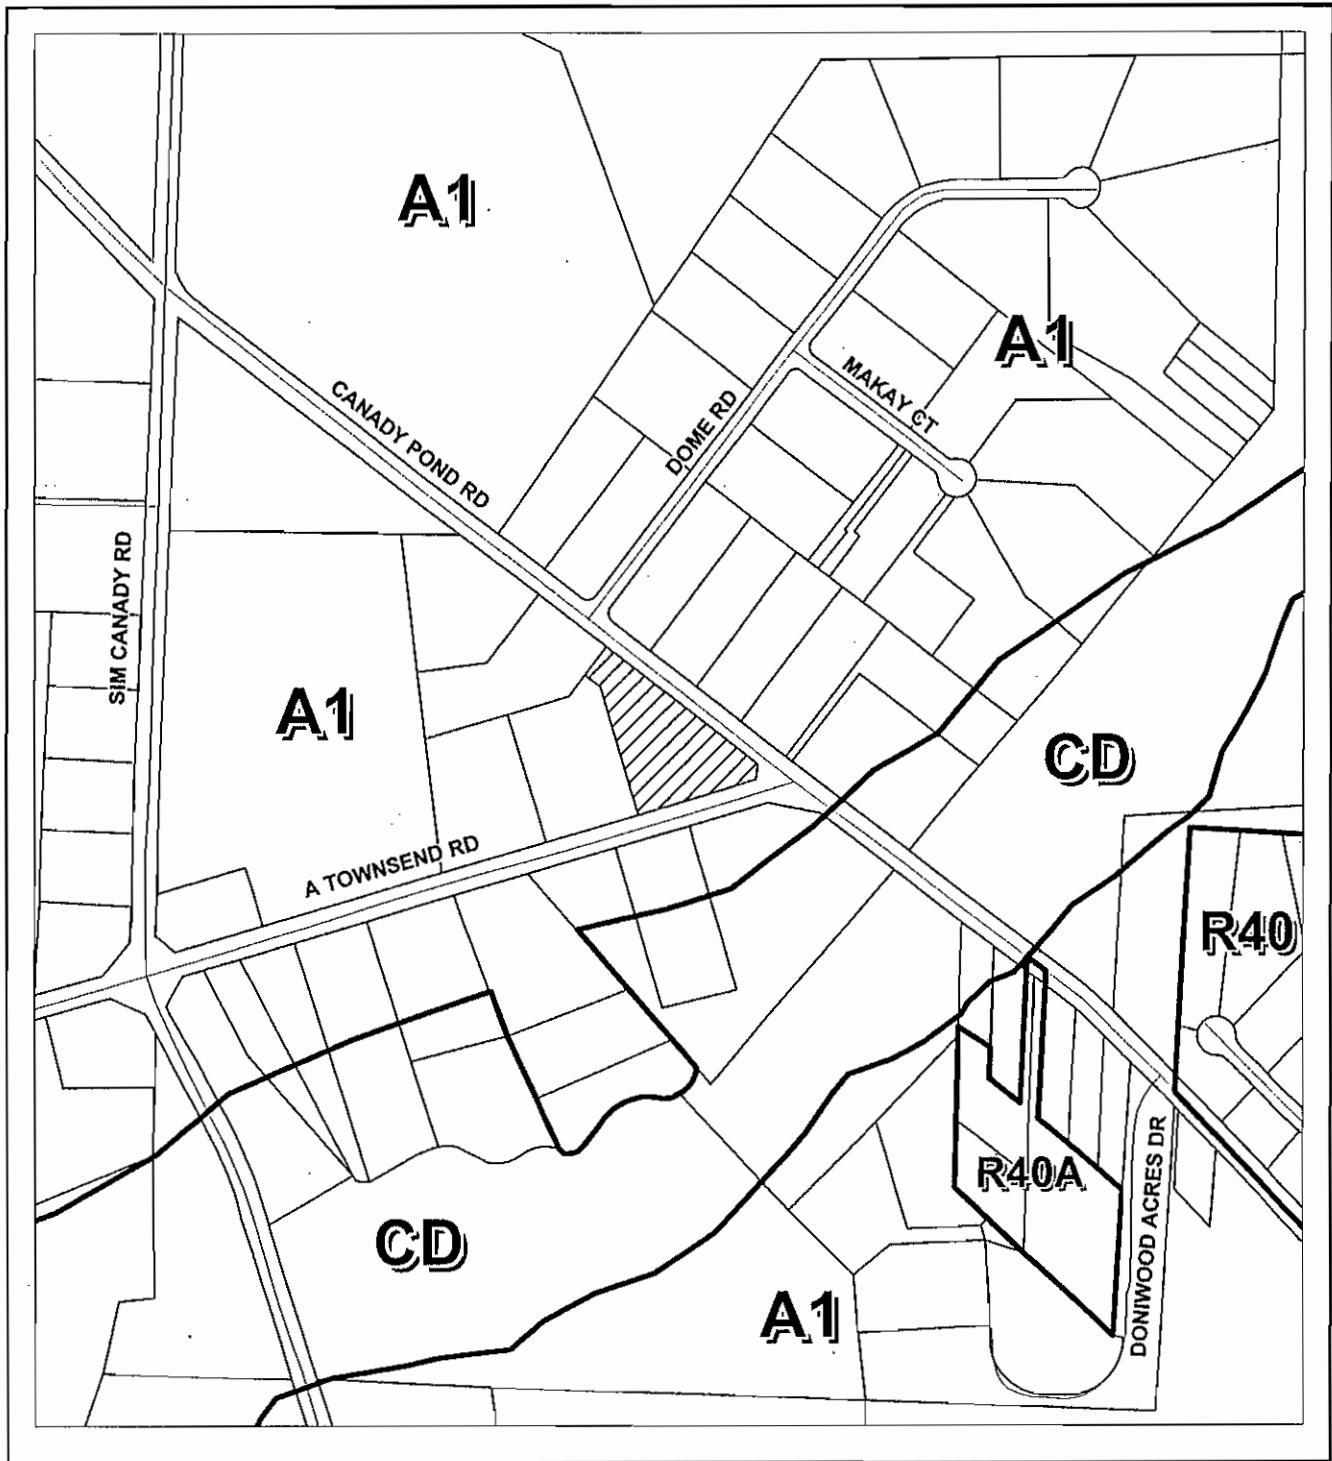 A1
A1
MAKAY CT
CANADY POND RD
DOME RD
SIM CANADY RD
A1
CD
A TOWNSEND RD
R40
R40A
DONIWOOD ACRES DR
CD
A1